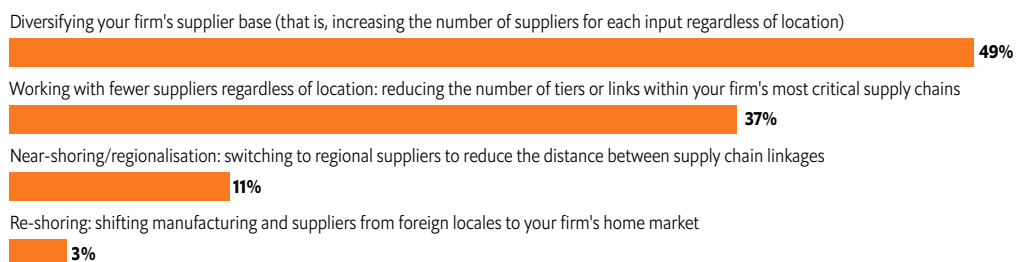 Diversifying your firm's supplier base (that is, increasing the number of suppliers for each input regardless of location)
49%
Working with fewer suppliers regardless of location: reducing the number of tiers or links within your firm's most critical supply chains
37%
Near-shoring/regionalisation: switching to regional suppliers to reduce the distance between supply chain linkages
11%
Re-shoring: shifting manufacturing and suppliers from foreign locales to your firm's home market
3%